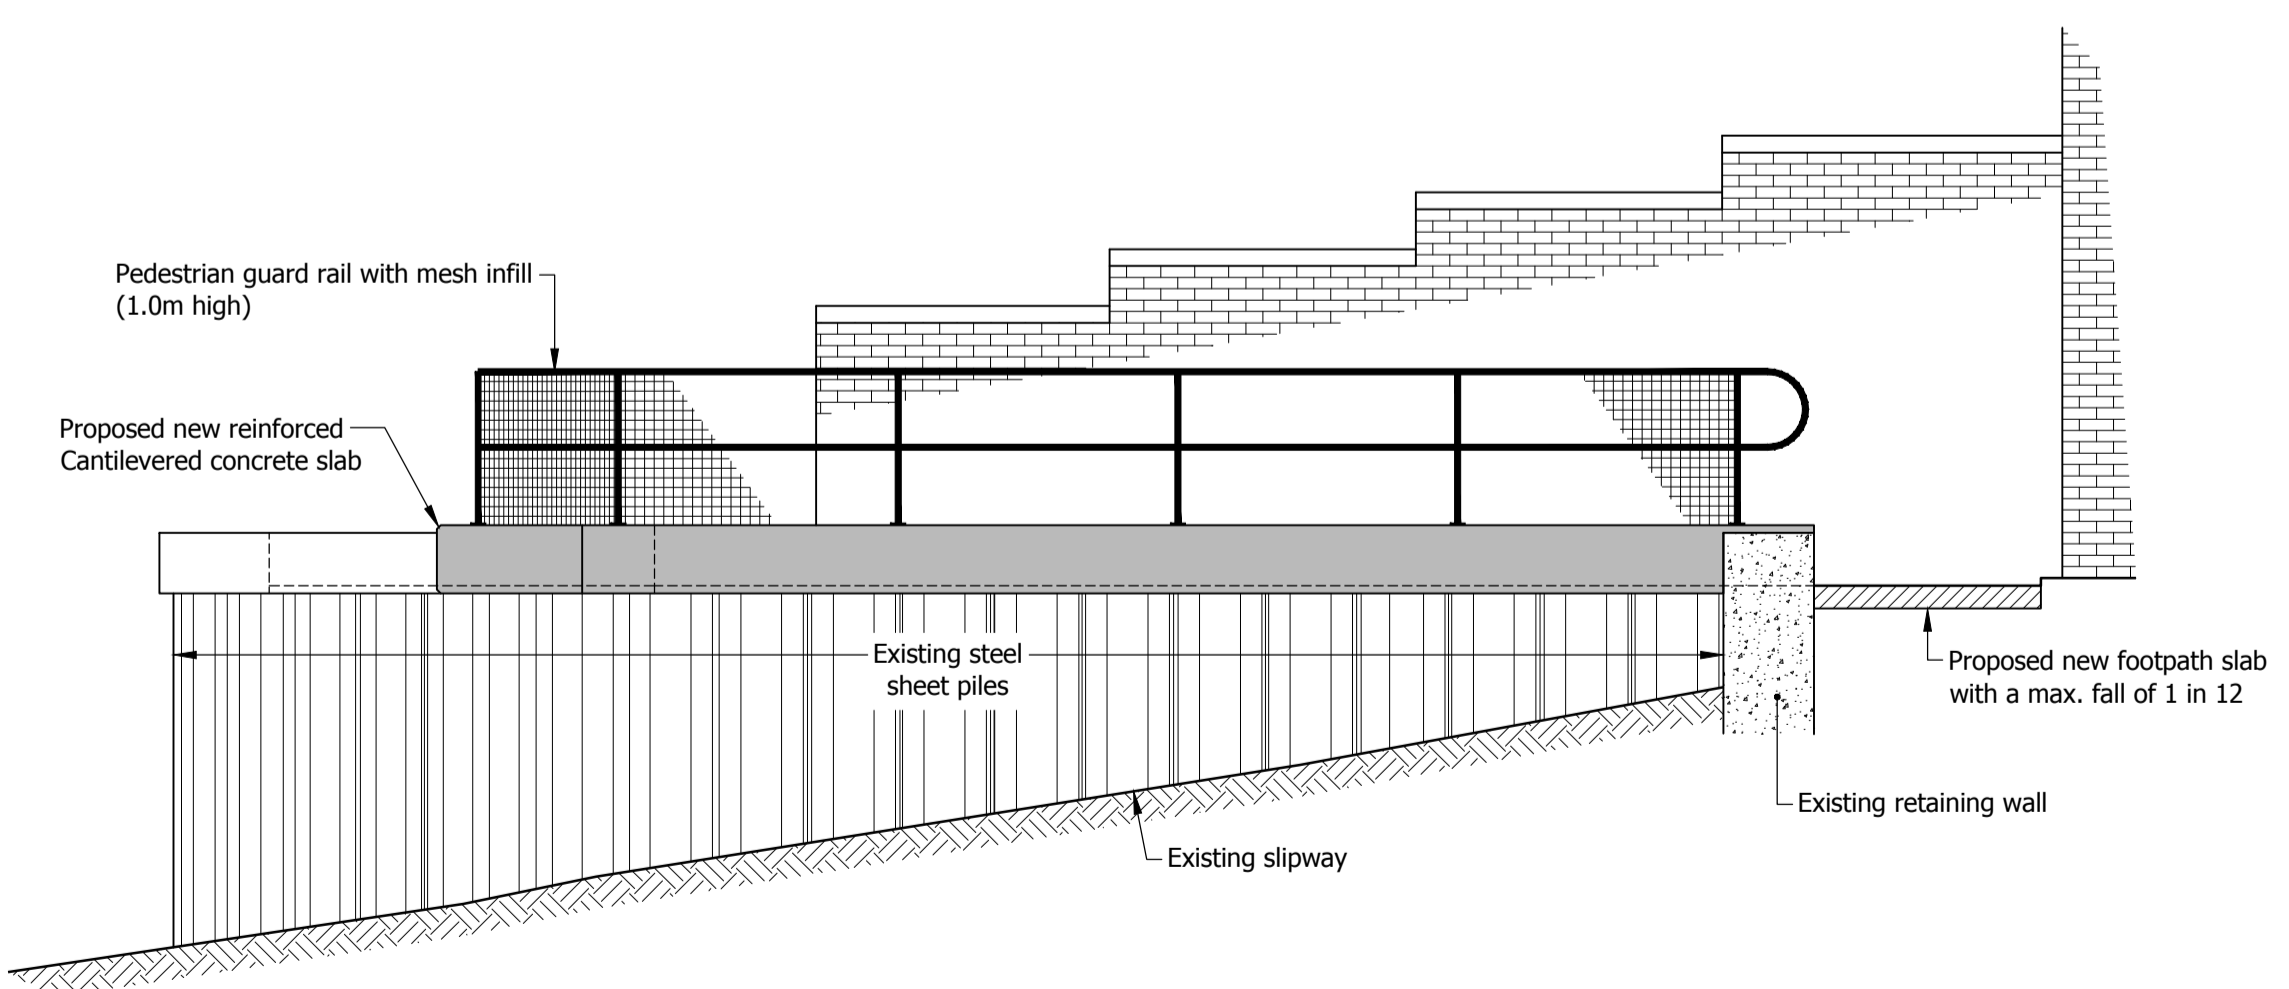 Pedestrian guard rail with mesh infill
(1.0m high)
Proposed new reinforced
Cantilevered concrete slab
Existing steel
sheet piles
Proposed new footpath slab
with a max. fall of 1 in 12
Existing retaining wall
Existing slipway